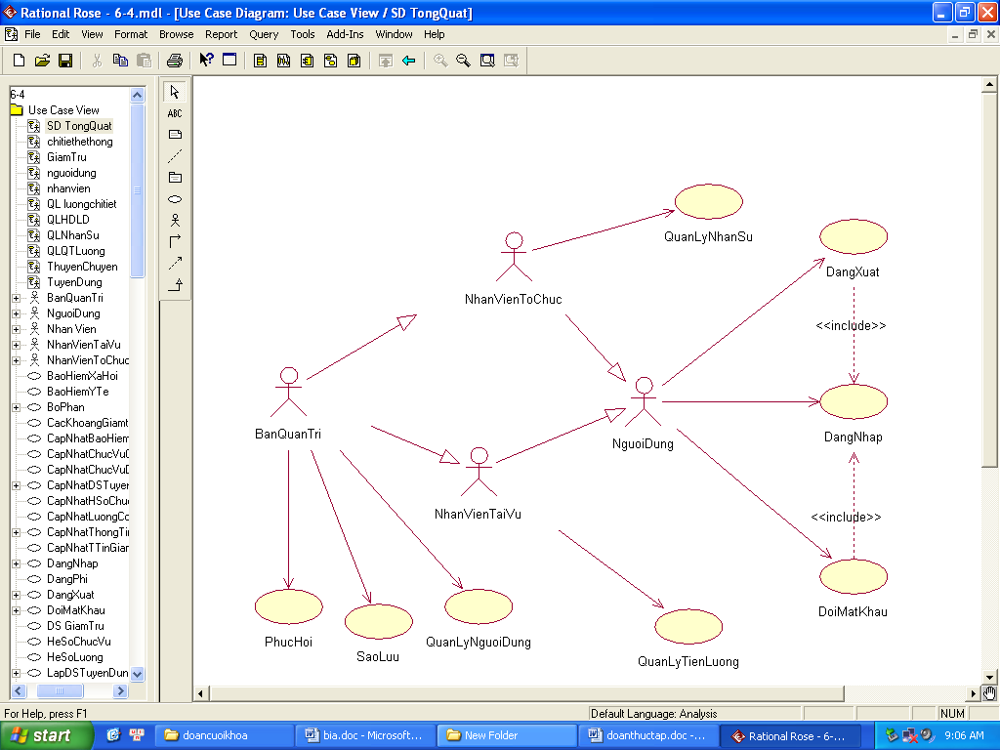 Rational Rose - 6-4.mdl - [Use Case Diagram: Use Case View / SD TongQuat]
File Edit View Format Browse Report Query Tools Add-Ins Window Help
6-4
Use Case View
SD TongQuat
chitiethethong
GiamTru
nguoidung
nhanvien
QL luongchitiet
QLHDLD
QLNhanSu
QLQTLuong
ThuyenChuyen
TuyenDung
BanQuanTri
NguoiDung
Nhan Vien
NhanVienTaiVu
NhanVienToChuc
BaoHiemXaHoi
BaoHiemYTe
BoPhan
CacKhoangGiamt
CapNhatBaoHiem
CapNhatChucVuD
CapNhatChucVuD
CapNhatDSTuyer
CapNhatHSoChuc
CapNhatLuongCo
CapNhatThongTin
CapNhatTTinGiar
DangNhap
DangPhi
DangXuat
DoiMatKhau
DS GiamTru
HeSoChucVu
HeSoLuong
LapDSTuyenDun
ABC
QuanLyNhanSu
DangXuat
NhanVienToChuc
<<include>>
BanQuanTri
NguoiDung
DangNhap
NhanVienTaiVu
<<include>>
DoiMatKhau
PhucHoi
SaoLuu
QuanLyNguoiDung
QuanLyTienLuong
For Help, press F1
Default Language: Analysis
NUM
start
doancuoikhoa
bia.doc - Microsoft...
New Folder
doanthuctap.doc -...
Rational Rose - 6-...
9:06 AM